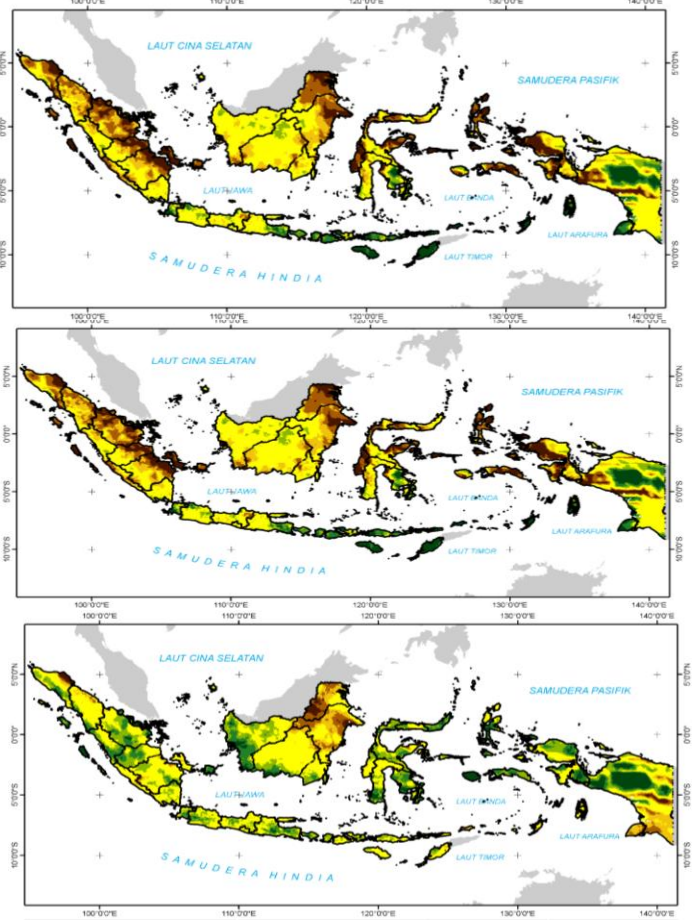 100°0'0"E 110°0'0"E 120°0'0"E 130°0'0"E 140°0'0"E
LAUT CINA SELATAN
SAMUDERA PASIFIK
5°0'0"N
0°0'0"
5°0'0"S
10°0'0"S
LAUT JAWA
LAUT BANDA
LAUT ARAFURA
LAUT TIMOR
SAMUDERA HINDIA
100°0'0"E 110°0'0"E 120°0'0"E 130°0'0"E 140°0'0"E
LAUT CINA SELATAN
SAMUDERA PASIFIK
5°0'0"N
0°0'0"
5°0'0"S
10°0'0"S
LAUT JAWA
LAUT BANDA
LAUT ARAFURA
LAUT TIMOR
SAMUDERA HINDIA
100°0'0"E 110°0'0"E 120°0'0"E 130°0'0"E 140°0'0"E
LAUT CINA SELATAN
SAMUDERA PASIFIK
5°0'0"N
0°0'0"
5°0'0"S
10°0'0"S
LAUT JAWA
LAUT BANDA
LAUT ARAFURA
LAUT TIMOR
SAMUDERA HINDIA
100°0'0"E 110°0'0"E 120°0'0"E 130°0'0"E 140°0'0"E